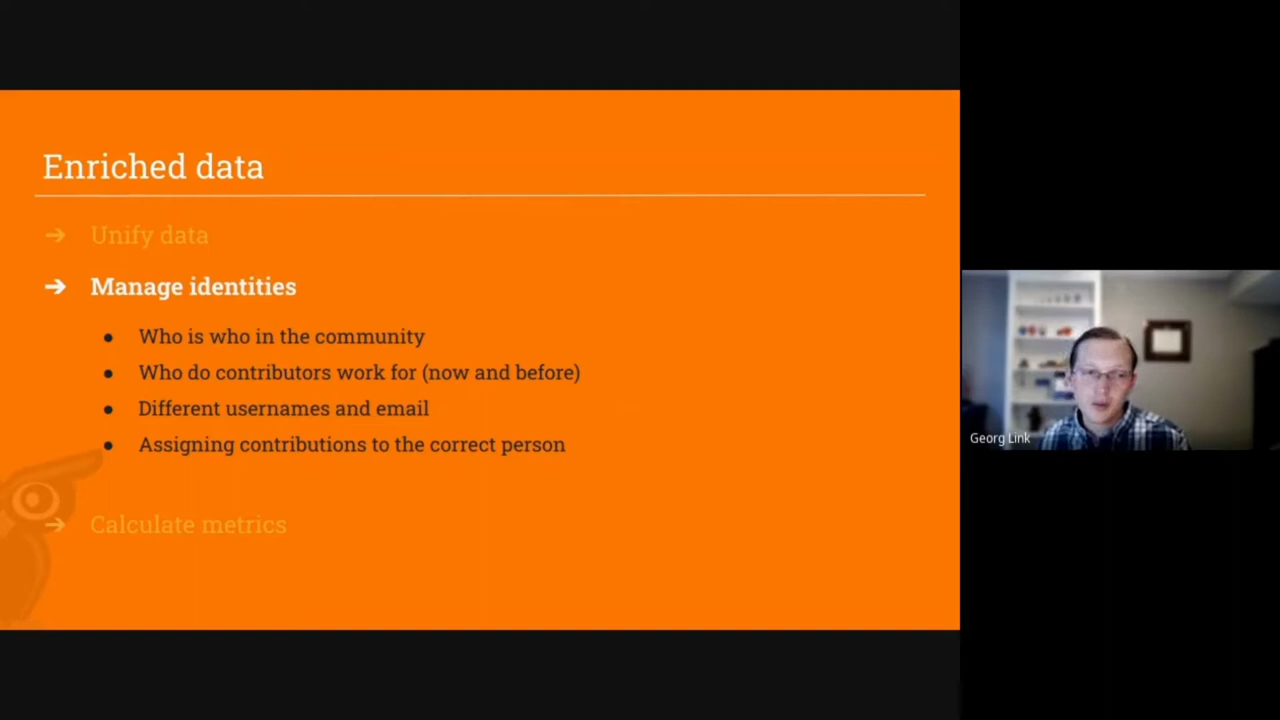 Enriched data
➔ Unify data
➔ Manage identities
● Who is who in the community
● Who do contributors work for (now and before)
● Different usernames and email
● Assigning contributions to the correct person
➔ Calculate metrics
Georg Link